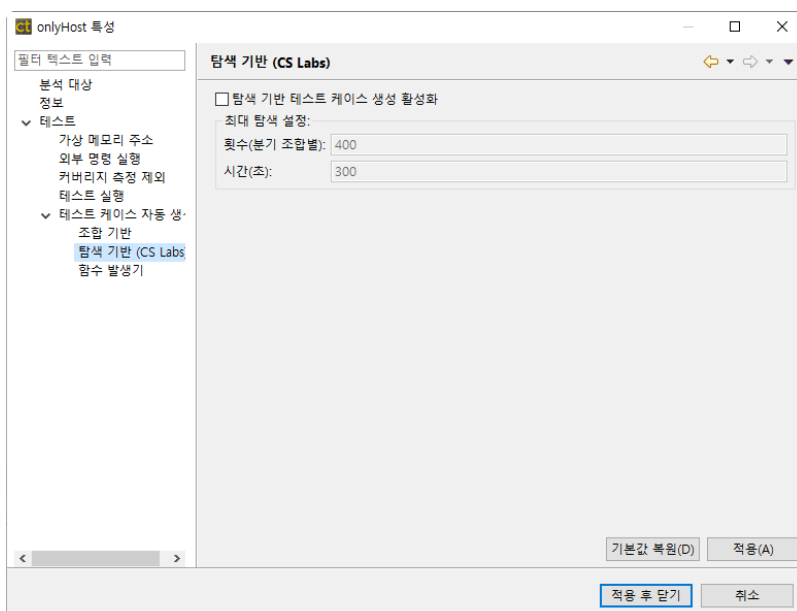 ct onlyHost 특성
필터 텍스트 입력
분석 대상
정보
테스트
가상 메모리 주소
외부 명령 실행
커버리지 측정 제외
테스트 실행
테스트 케이스 자동 생
조합 기반
탐색 기반 (CS Labs
함수 발생기
탐색 기반 (CS Labs)
탐색 기반 테스트 케이스 생성 활성화
최대 탐색 설정:
횟수(분기 조합별): 400
시간(초): 300
기본값 복원(D) 적용(A)
적용 후 닫기 취소